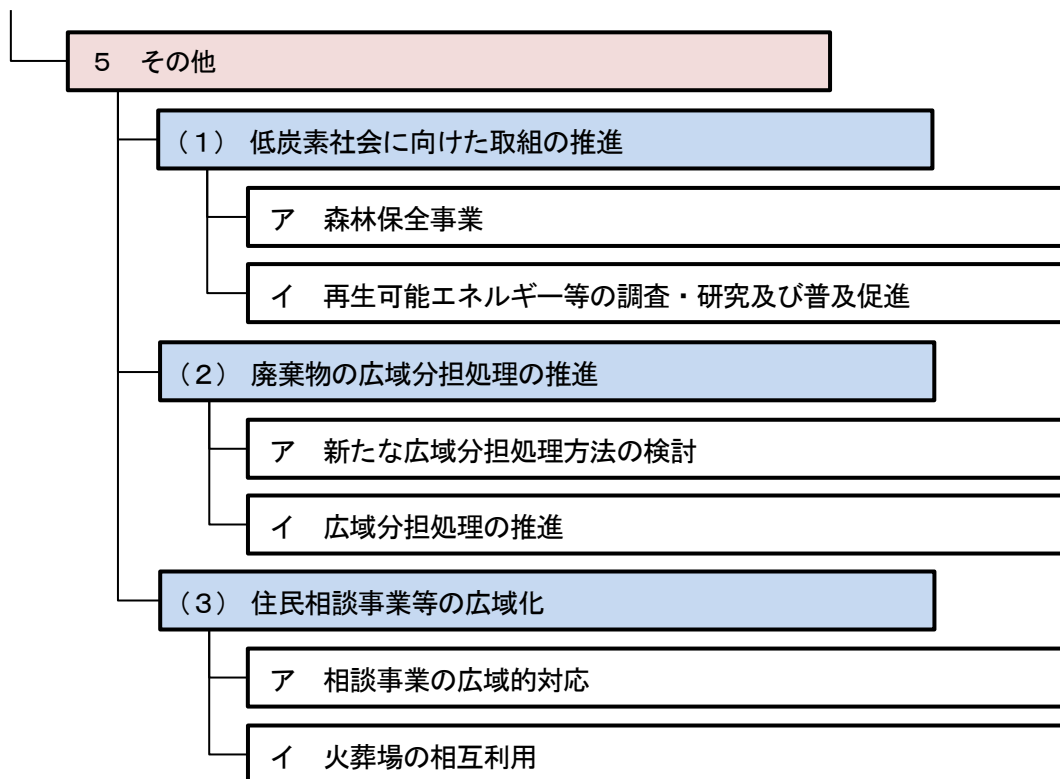 ５　その他
（１） 低炭素社会に向けた取組の推進
ア　森林保全事業
イ　再生可能エネルギー等の調査・研究及び普及促進
（２） 廃棄物の広域分担処理の推進
ア　新たな広域分担処理方法の検討
イ　広域分担処理の推進
（３） 住民相談事業等の広域化
ア　相談事業の広域的対応
イ　火葬場の相互利用